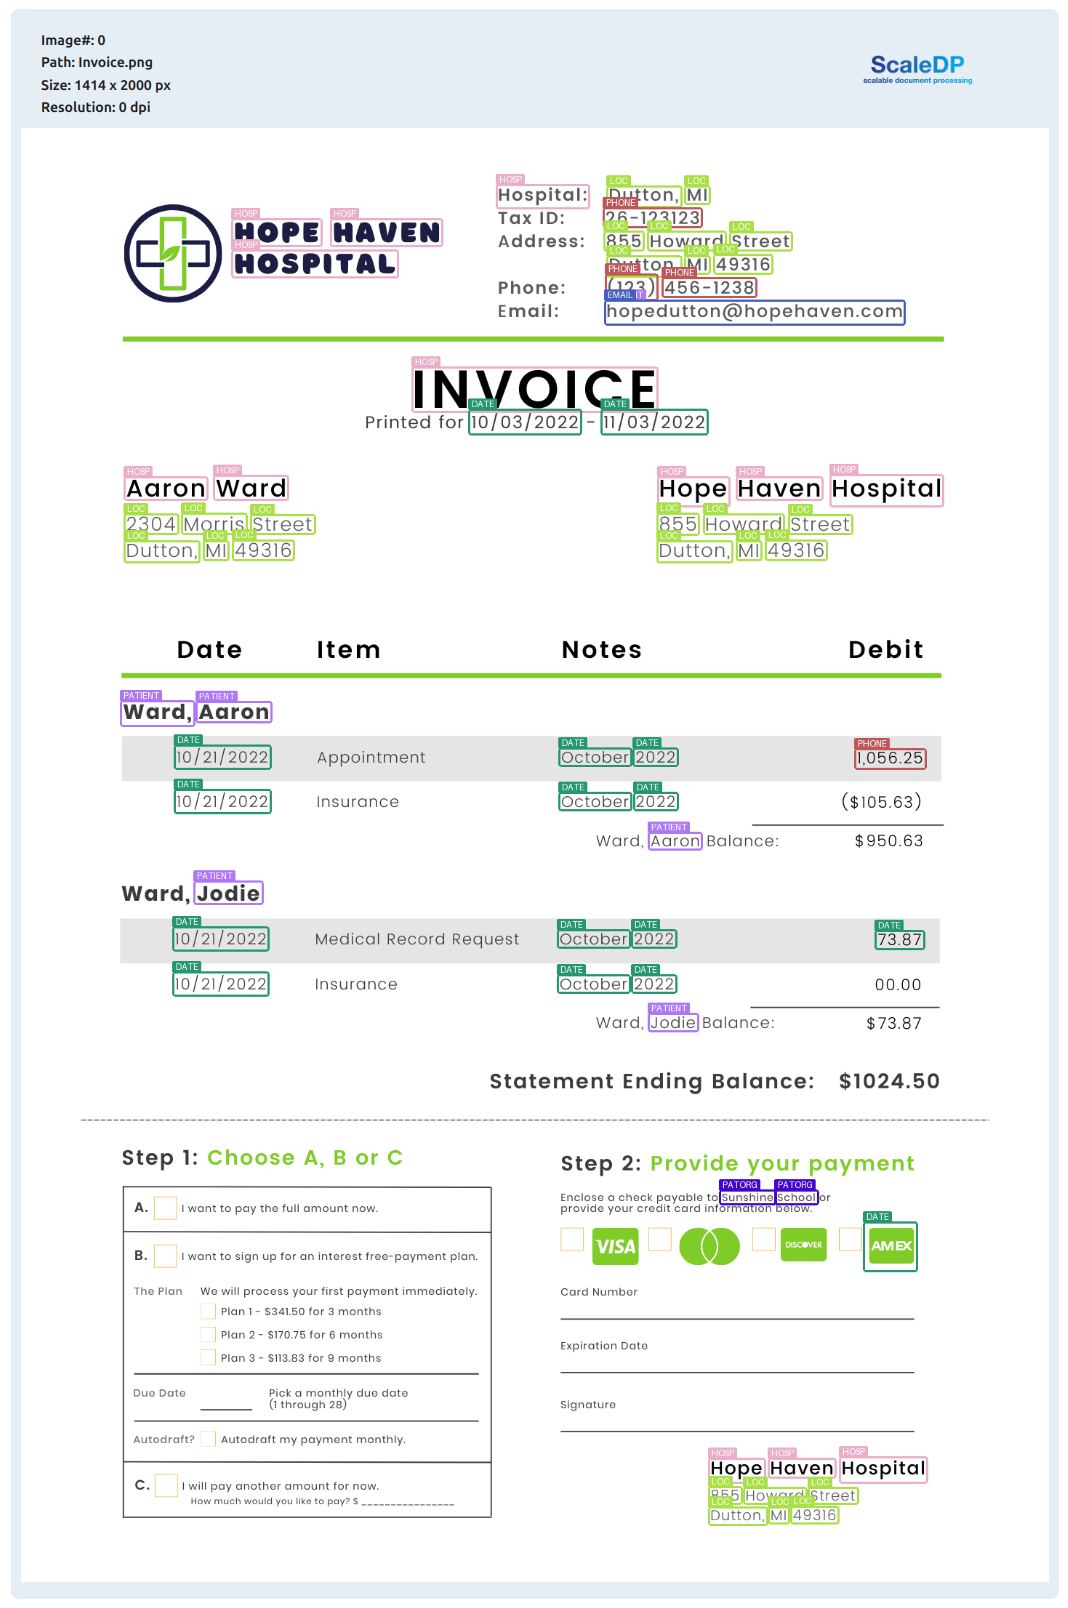 Image#: 0
Path: Invoice.png
Size: 1414 x 2000 px
Resolution: 0 dpi
ScaleDP
scalable document processing
HOSP HOSP
HOPE HAVEN
HOSP
HOSPITAL
HOSP LOC LOC
Hospital: Dutton, MI
PHONE
Tax ID: 26-123123
LOC LOC LOC
Address: 855 Howard Street
LOC LOC LOC
Dutton, MI 49316
PHONE PHONE
Phone: (123) 456-1238
EMAIL IT
Email: hopedutton@hopehaven.com
HOSP
INVOICE
DATE DATE
Printed for 10/03/2022 - 11/03/2022
HOSP HOSP
Aaron Ward
LOC LOC LOC
2304 Morris Street
LOC LOC LOC
Dutton, MI 49316
HOSP HOSP HOSP
Hope Haven Hospital
LOC LOC LOC
855 Howard Street
LOC LOC LOC
Dutton, MI 49316
Date Item Notes Debit
PATIENT PATIENT
Ward, Aaron
DATE DATE DATE PHONE
10/21/2022 Appointment October 2022 1,056.25
DATE DATE DATE
10/21/2022 Insurance October 2022 ($105.63)
PATIENT
Ward, Aaron Balance: $950.63
PATIENT
Ward, Jodie
DATE DATE DATE DATE
10/21/2022 Medical Record Request October 2022 73.87
DATE DATE DATE
10/21/2022 Insurance October 2022 00.00
PATIENT
Ward, Jodie Balance: $73.87
Statement Ending Balance: $1024.50
Step 1: Choose A, B or C
A. I want to pay the full amount now.
B. I want to sign up for an interest free-payment plan.
The Plan We will process your first payment immediately.
Plan 1 - $341.50 for 3 months
Plan 2 - $170.75 for 6 months
Plan 3 - $113.83 for 9 months
Due Date ______ Pick a monthly due date
(1 through 28)
Autodraft? Autodraft my payment monthly.
C. I will pay another amount for now.
How much would you like to pay? $ _______________
Step 2: Provide your payment
PATORG PATORG
Enclose a check payable to Sunshine School or
provide your credit card information below.
DATE
VISA DISCOVER AMEX
Card Number
Expiration Date
Signature
HOSP HOSP HOSP
Hope Haven Hospital
LOC LOC LOC
855 Howard Street
LOC LOC LOC
Dutton, MI 49316